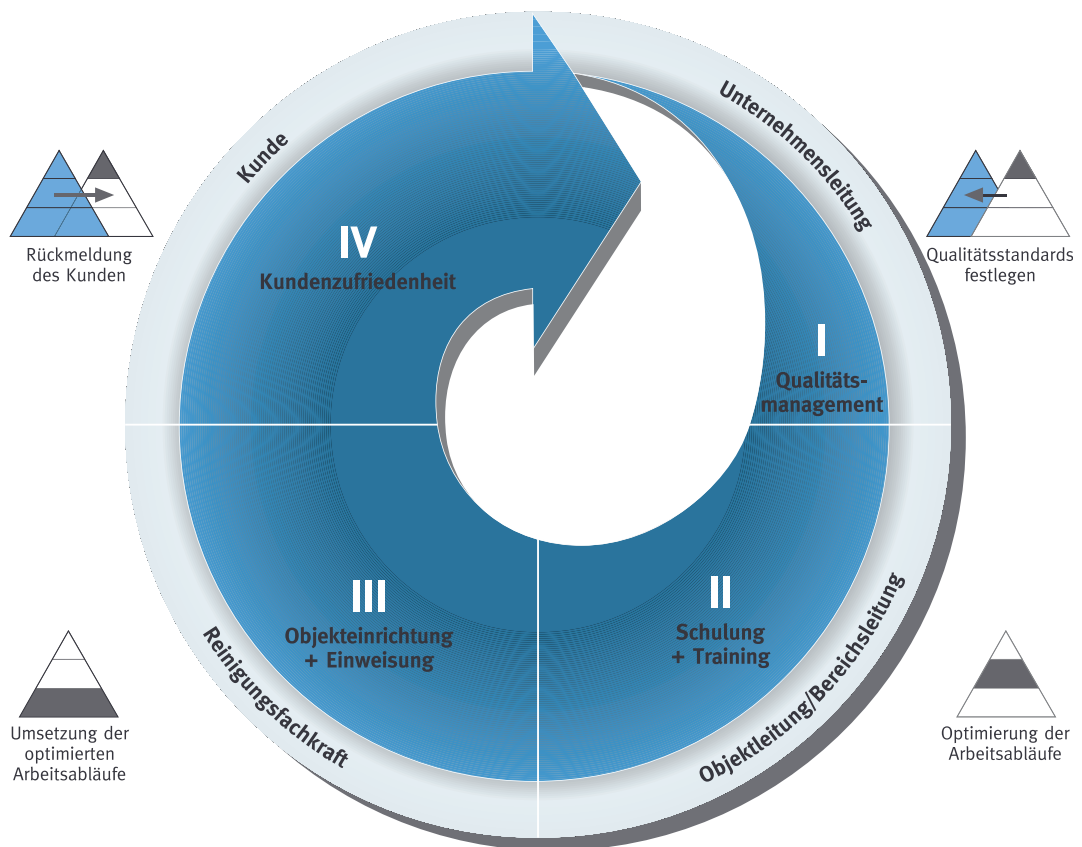 Kunde
Unternehmensleitung
Rückmeldung
des Kunden
Qualitätsstandards
festlegen
IV
Kundenzufriedenheit
I
Qualitäts-
management
III
Objekteinrichtung
+ Einweisung
II
Schulung
+ Training
Reinigungsfachkraft
Objektleitung/Bereichsleitung
Umsetzung der
optimierten
Arbeitsabläufe
Optimierung der
Arbeitsabläufe